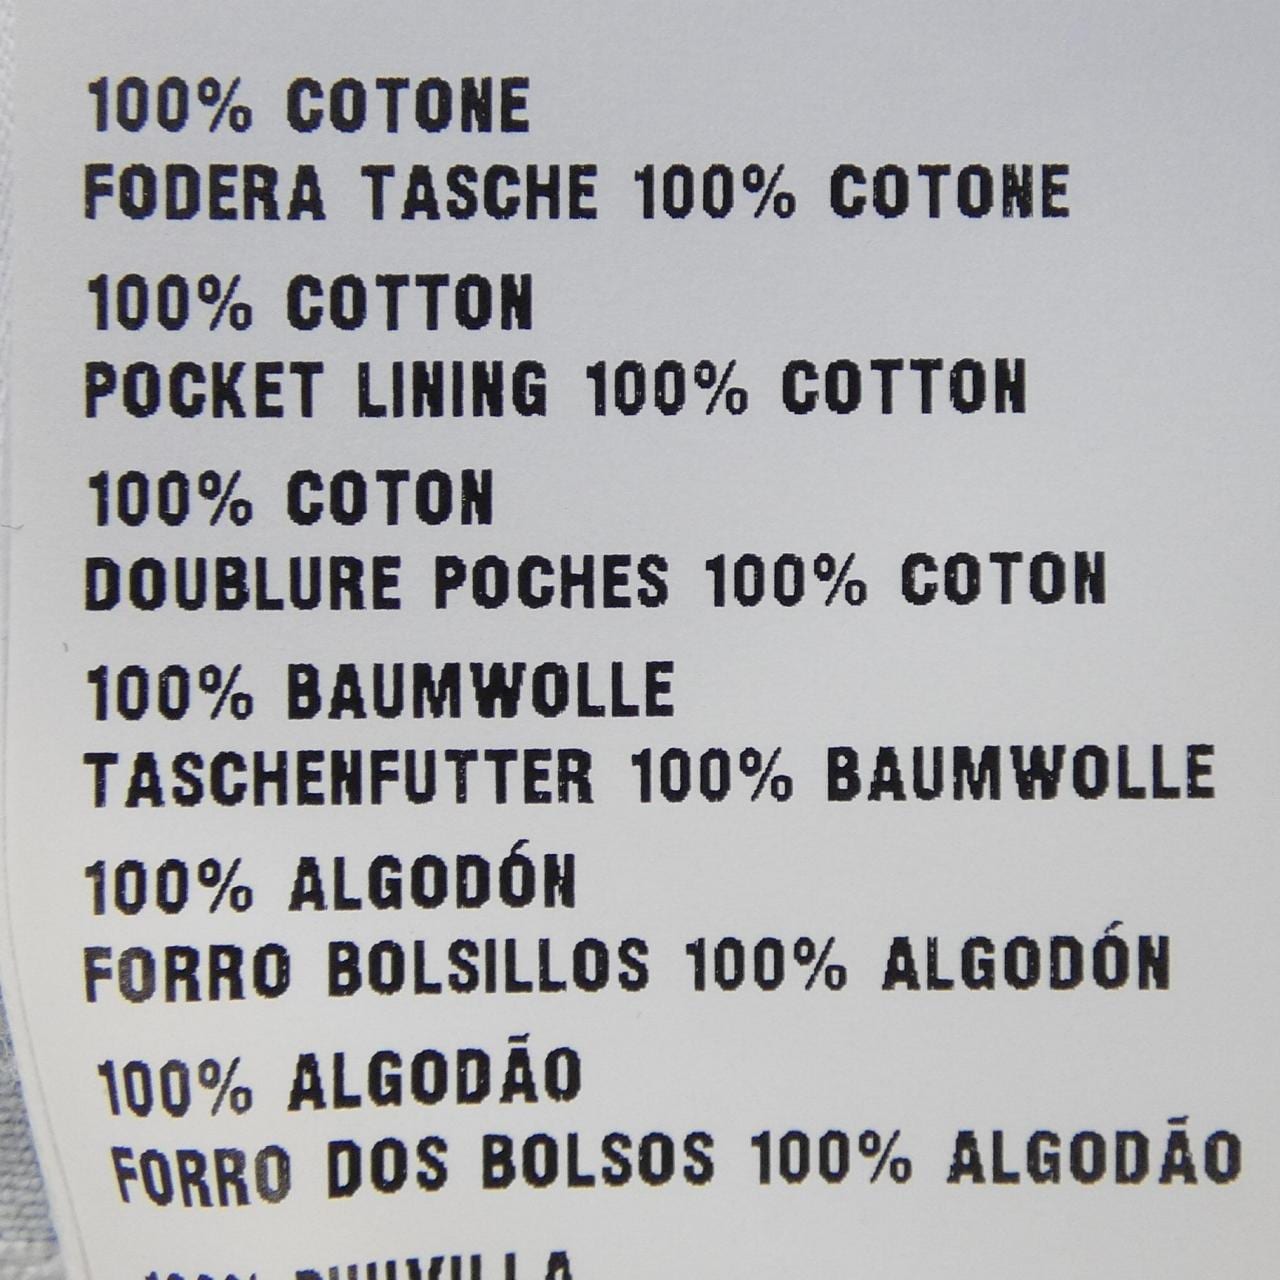 100% COTONE
FODERA TASCHE 100% COTONE
100% COTTON
POCKET LINING 100% COTTON
100% COTON
DOUBLURE POCHES 100% COTON
100% BAUMWOLLE
TASCHENFUTTER 100% BAUMWOLLE
100% ALGODÓN
FORRO BOLSILLOS 100% ALGODÓN
100% ALGODÃO
FORRO DOS BOLSOS 100% ALGODÃO